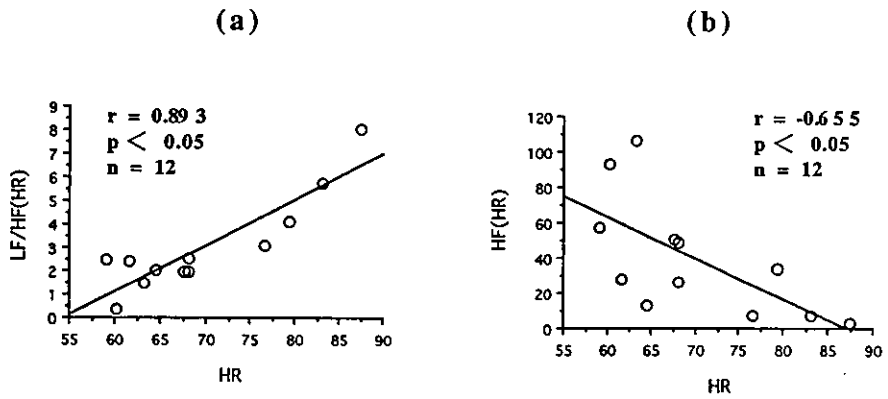 (a)
r = 0.89 3
p < 0.05
n = 12
LF/HF(HR)
9
8
7
6
5
4
3
2
1
0
55 60 65 70 75 80 85 90
HR
(b)
r = -0.6 5 5
p < 0.05
n = 12
HF(HR)
120
100
80
60
40
20
0
55 60 65 70 75 80 85 90
HR